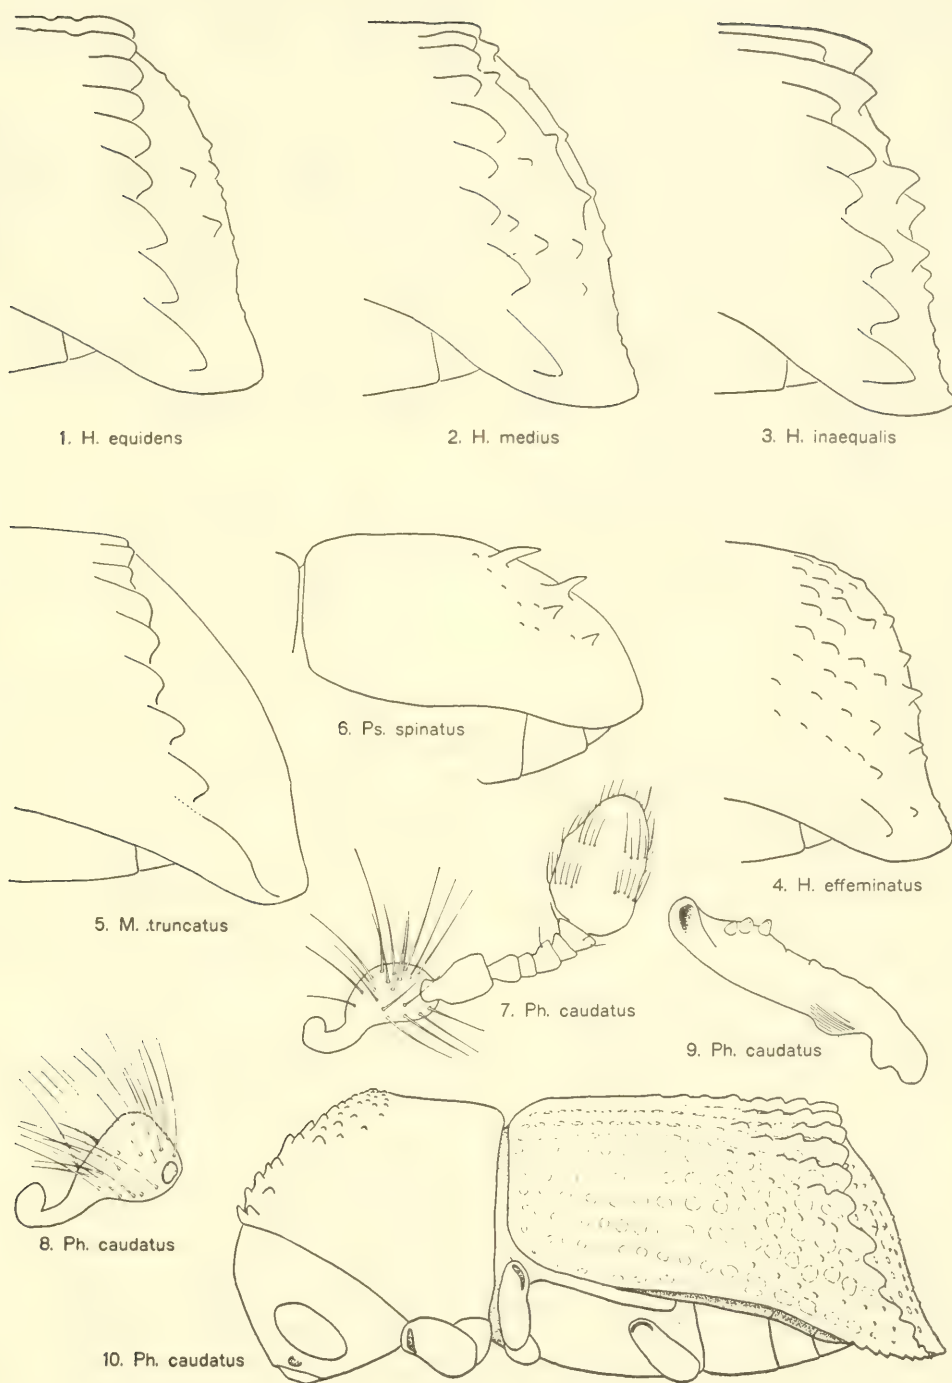 1. H. equidens
2. H. medius
3. H. inaequalis
6. Ps. spinatus
4. H. effeminatus
5. M. .truncatus
7. Ph. caudatus
9. Ph. caudatus
8. Ph. caudatus
10. Ph. caudatus